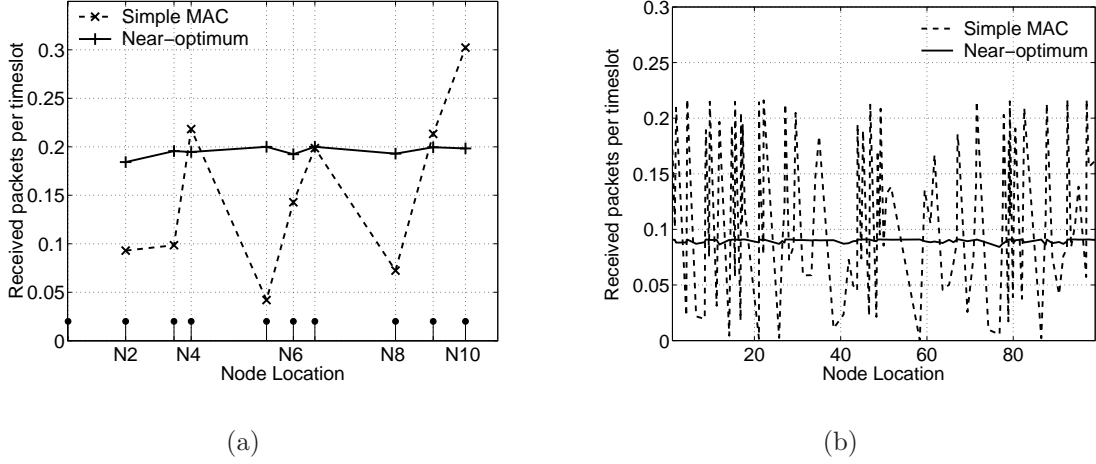 Simple MAC
Near-optimum
0.3
0.25
0.2
0.15
0.1
0.05
0
Received packets per timeslot
N2 N4 N6 N8 N10
Node Location
(a)
0.3
0.25
0.2
0.15
0.1
0.05
0
Received packets per timeslot
Simple MAC
Near-optimum
20 40 60 80
Node Location
(b)